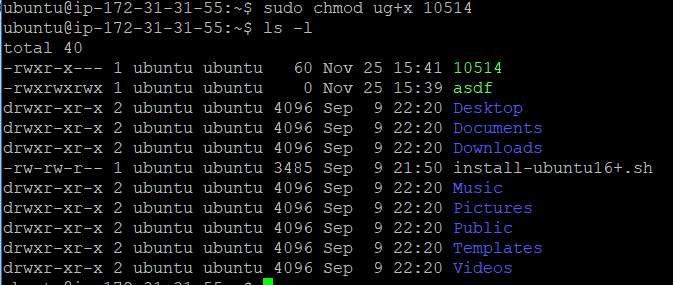 ubuntu@ip-172-31-31-55:~$ sudo chmod ug+x 10514
ubuntu@ip-172-31-31-55:~$ ls -l
total 40
-rwxr-x--- 1 ubuntu ubuntu   60 Nov 25 15:41 10514
-rwxrwxrwx 1 ubuntu ubuntu    0 Nov 25 15:39 asdf
drwxr-xr-x 2 ubuntu ubuntu 4096 Sep  9 22:20 Desktop
drwxr-xr-x 2 ubuntu ubuntu 4096 Sep  9 22:20 Documents
drwxr-xr-x 2 ubuntu ubuntu 4096 Sep  9 22:20 Downloads
-rw-rw-r-- 1 ubuntu ubuntu 3485 Sep  9 21:50 install-ubuntu16+.sh
drwxr-xr-x 2 ubuntu ubuntu 4096 Sep  9 22:20 Music
drwxr-xr-x 2 ubuntu ubuntu 4096 Sep  9 22:20 Pictures
drwxr-xr-x 2 ubuntu ubuntu 4096 Sep  9 22:20 Public
drwxr-xr-x 2 ubuntu ubuntu 4096 Sep  9 22:20 Templates
drwxr-xr-x 2 ubuntu ubuntu 4096 Sep  9 22:20 Videos
ubuntu@ip-172-31-31-55:~$